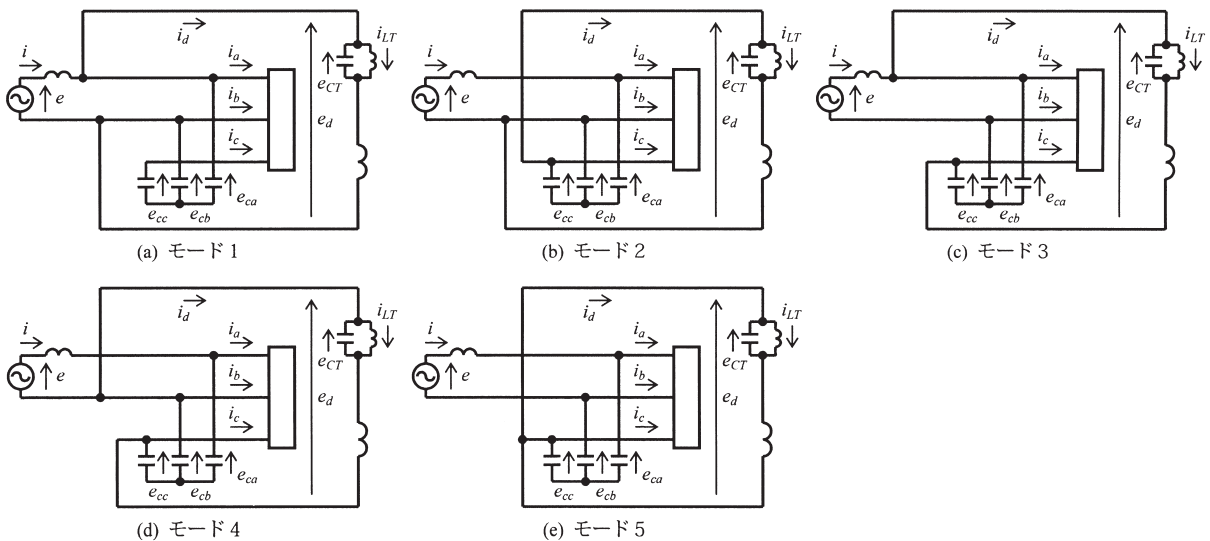 i_d
i_LT
i
i_a
e_CT
i_b
e
e_d
i_c
e_cc
e_cb
e_ca
(a) モード1
i_d
i_LT
i
i_a
e_CT
i_b
e
e_d
i_c
e_cc
e_cb
e_ca
(b) モード2
i_d
i_LT
i
i_a
e_CT
i_b
e
e_d
i_c
e_cc
e_cb
e_ca
(c) モード3
i_d
i_LT
i
i_a
e_CT
i_b
e
e_d
i_c
e_cc
e_cb
e_ca
(d) モード4
i_d
i_LT
i
i_a
e_CT
i_b
e
e_d
i_c
e_cc
e_cb
e_ca
(e) モード5